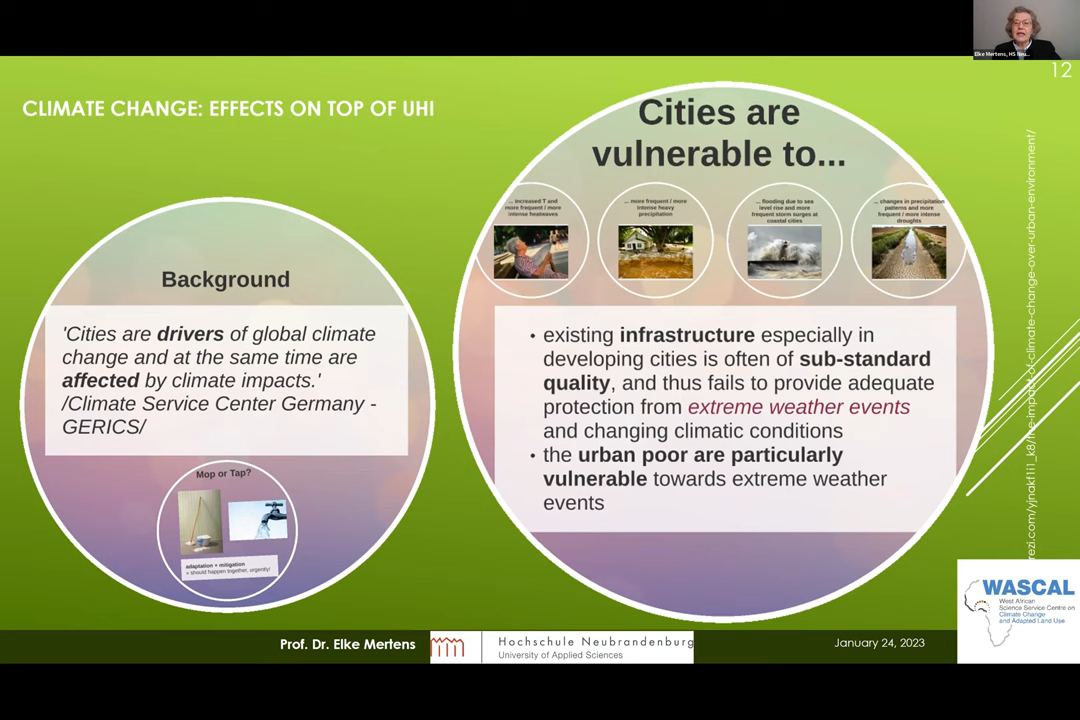 Elke Mertens, HS Neu...
12
CLIMATE CHANGE: EFFECTS ON TOP OF UHI
Background
'Cities are drivers of global climate
change and at the same time are
affected by climate impacts.'
/Climate Service Center Germany -
GERICS/
Mop or Tap?
adaptation + mitigation
= should happen together, urgently!
Cities are
vulnerable to...
... increased T and
more frequent / more
intense heatwaves
... more frequent / more
intense heavy
precipitation
... flooding due to sea
level rise and more
frequent storm surges at
coastal cities
... changes in precipitation
patterns and more
frequent / more intense
droughts
• existing infrastructure especially in
developing cities is often of sub-standard
quality, and thus fails to provide adequate
protection from extreme weather events
and changing climatic conditions
• the urban poor are particularly
vulnerable towards extreme weather
events
rezi.com/yjnakf1i1_k8/the-impact-of-climate-change-over-urban-environment/
WASCAL
West African
Science Service Centre on
Climate Change
and Adapted Land Use
Prof. Dr. Elke Mertens
Hochschule Neubrandenburg
University of Applied Sciences
January 24, 2023